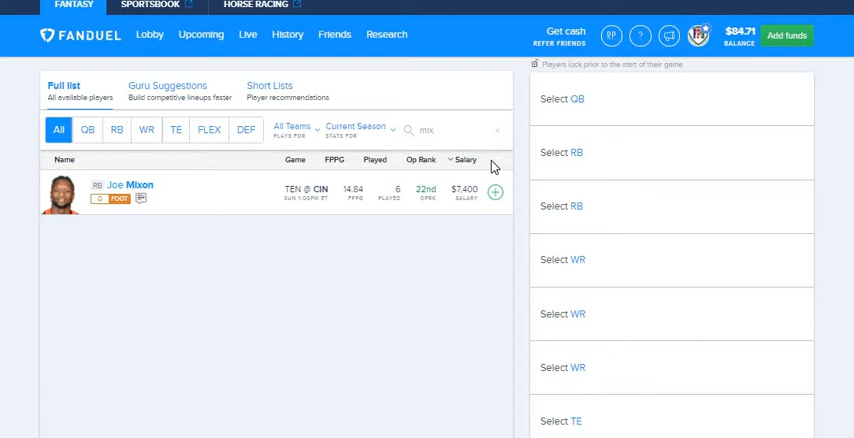 FANTASY SPORTSBOOK HORSE RACING
FANDUEL Lobby Upcoming Live History Friends Research Get cash $84.71 Add funds
REFER FRIENDS BALANCE
Players lock prior to the start of their game
Full list Guru Suggestions Short Lists
All available players Build competitive lineups faster Player recommendations
All QB RB WR TE FLEX DEF All Teams Current Season mix
PLAYS FOR STATS FOR
Name Game FPPG Played Op Rank Salary
RB Joe Mixon TEN @ CIN 14.84 6 22nd $7,400
Q FOOT SUN 1:00PM ET FPPG PLAYED OPRK SALARY
Select QB
Select RB
Select RB
Select WR
Select WR
Select WR
Select TE